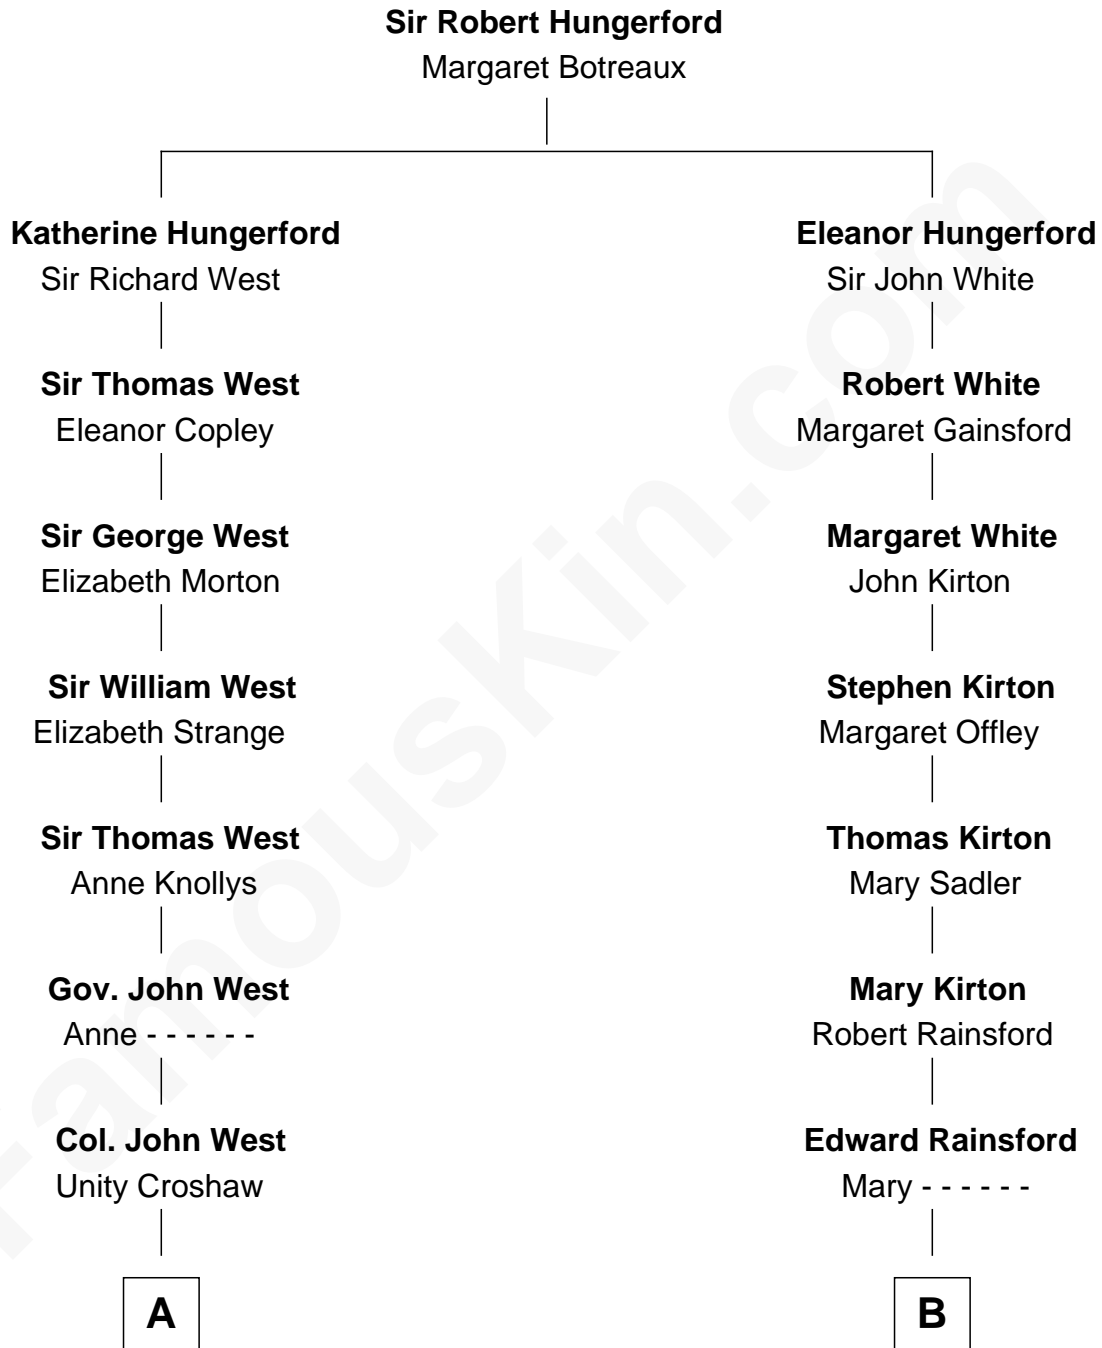 Sir Robert Hungerford
Margaret Botreaux
Katherine Hungerford
Sir Richard West
Eleanor Hungerford
Sir John White
Sir Thomas West
Eleanor Copley
Robert White
Margaret Gainsford
Sir George West
Elizabeth Morton
Margaret White
John Kirton
Sir William West
Elizabeth Strange
Stephen Kirton
Margaret Offley
Sir Thomas West
Anne Knollys
Thomas Kirton
Mary Sadler
Gov. John West
Anne - - - - - -
Mary Kirton
Robert Rainsford
Col. John West
Unity Croshaw
Edward Rainsford
Mary - - - - - -
A
B
FamousKin.com